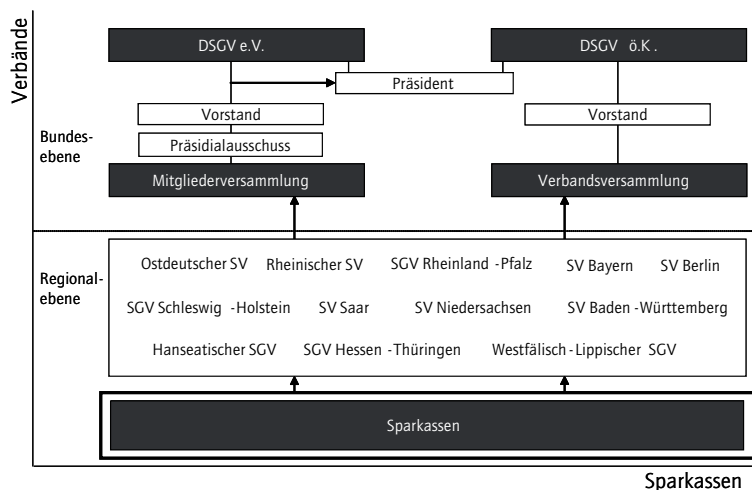 Verbände
DSGV e.V.
DSGV ö.K.
Präsident
Vorstand
Vorstand
Bundes-
ebene
Präsidialausschuss
Mitgliederversammlung
Verbandsversammlung
Regional-
ebene
Ostdeutscher SV
Rheinischer SV
SGV Rheinland -Pfalz
SV Bayern
SV Berlin
SGV Schleswig -Holstein
SV Saar
SV Niedersachsen
SV Baden -Württemberg
Hanseatischer SGV
SGV Hessen -Thüringen
Westfälisch -Lippischer SGV
Sparkassen
Sparkassen